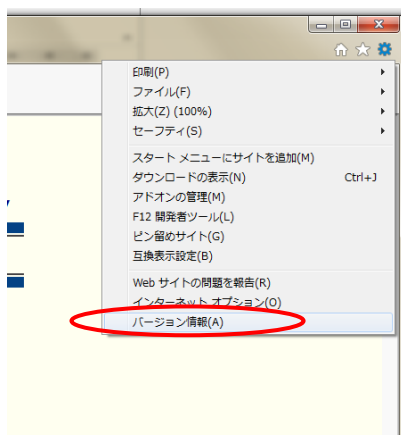 印刷(P)
ファイル(F)
拡大(Z) (100%)
セーフティ(S)
スタート メニューにサイトを追加(M)
ダウンロードの表示(N) Ctrl+J
アドオンの管理(M)
F12 開発者ツール(L)
ピン留めサイト(G)
互換表示設定(B)
Web サイトの問題を報告(R)
インターネット オプション(O)
バージョン情報(A)